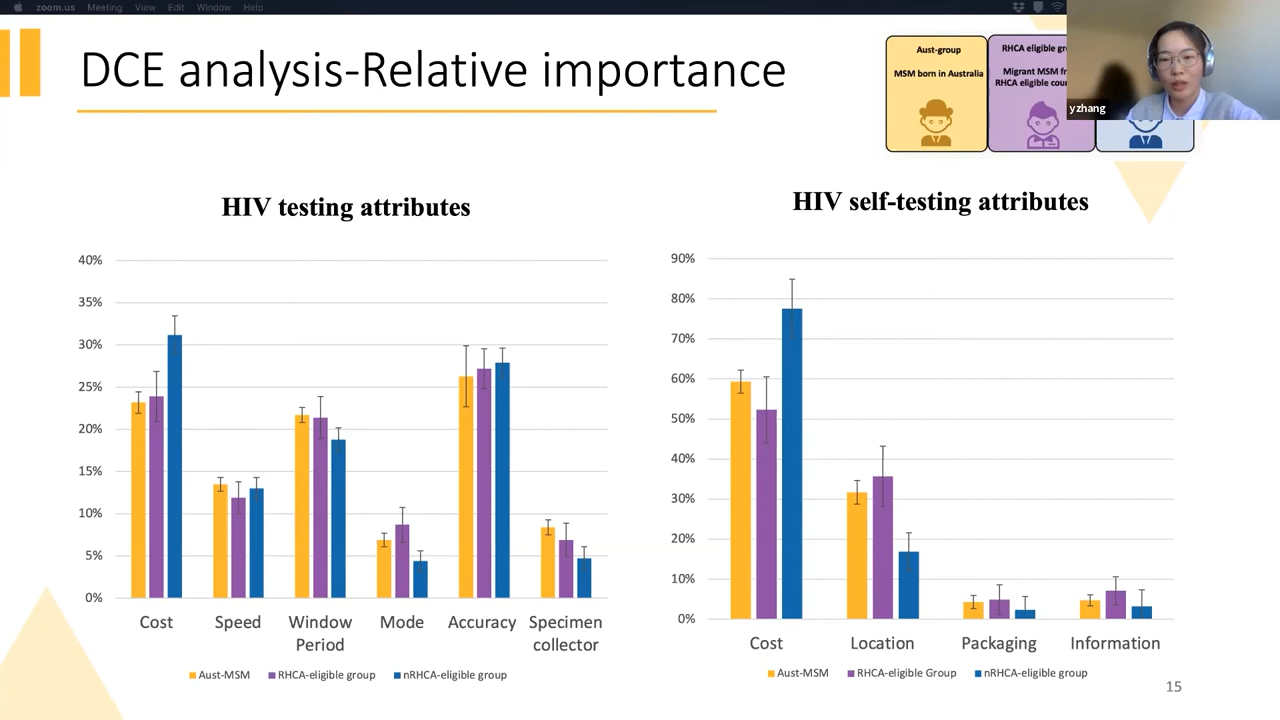 zoom.us Meeting View Edit Window Help
DCE analysis-Relative importance
Aust-group
MSM born in Australia
RHCA eligible
Migrant MSM
RHCA eligible
yzhang
HIV testing attributes
40%
35%
30%
25%
20%
15%
10%
5%
0%
Cost Speed Window Period Mode Accuracy Specimen collector
Aust-MSM RHCA-eligible group nRHCA-eligible group
HIV self-testing attributes
90%
80%
70%
60%
50%
40%
30%
20%
10%
0%
Cost Location Packaging Information
Aust-MSM RHCA-eligible Group nRHCA-eligible group
15